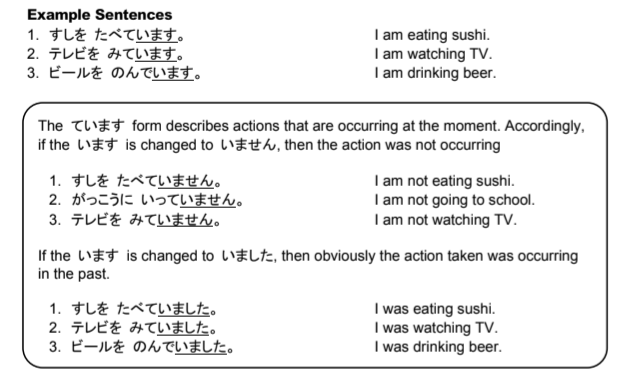 Example Sentences
1. すしを たべています。 I am eating sushi.
2. テレビを みています。 I am watching TV.
3. ビールを のんでいます。 I am drinking beer.
The ています form describes actions that are occurring at the moment. Accordingly,
if the います is changed to いません, then the action was not occurring
1. すしを たべていません。 I am not eating sushi.
2. がっこうに いっていません。 I am not going to school.
3. テレビを みていません。 I am not watching TV.
If the います is changed to いました, then obviously the action taken was occurring
in the past.
1. すしを たべていました。 I was eating sushi.
2. テレビを みていました。 I was watching TV.
3. ビールを のんでいました。 I was drinking beer.